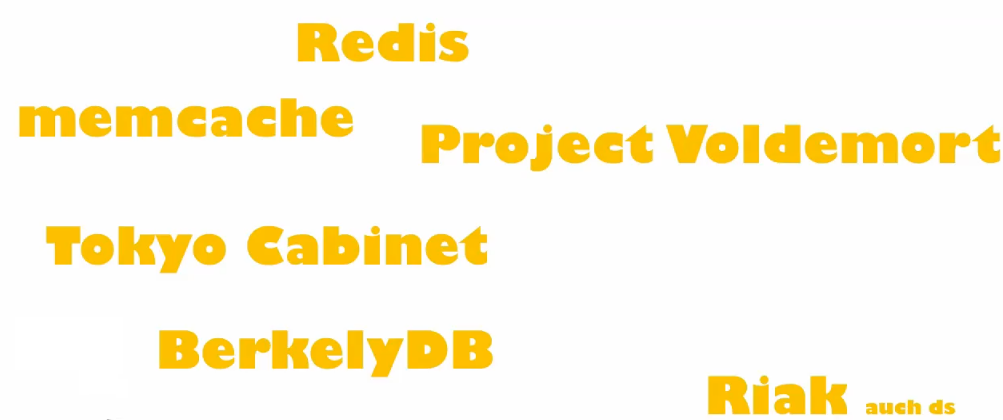 Redis
memcache
Project Voldemort
Tokyo Cabinet
BerkelyDB
Riak auch ds